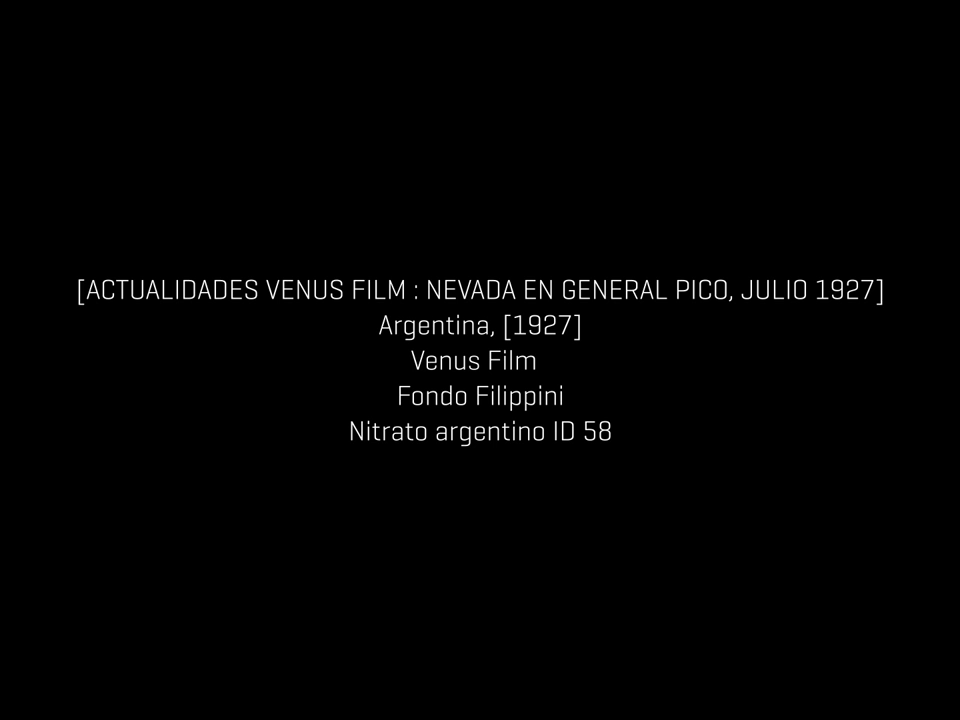 [ACTUALIDADES VENUS FILM : NEVADA EN GENERAL PICO, JULIO 1927]
Argentina, [1927]
Venus Film
Fondo Filippini
Nitrato argentino ID 58